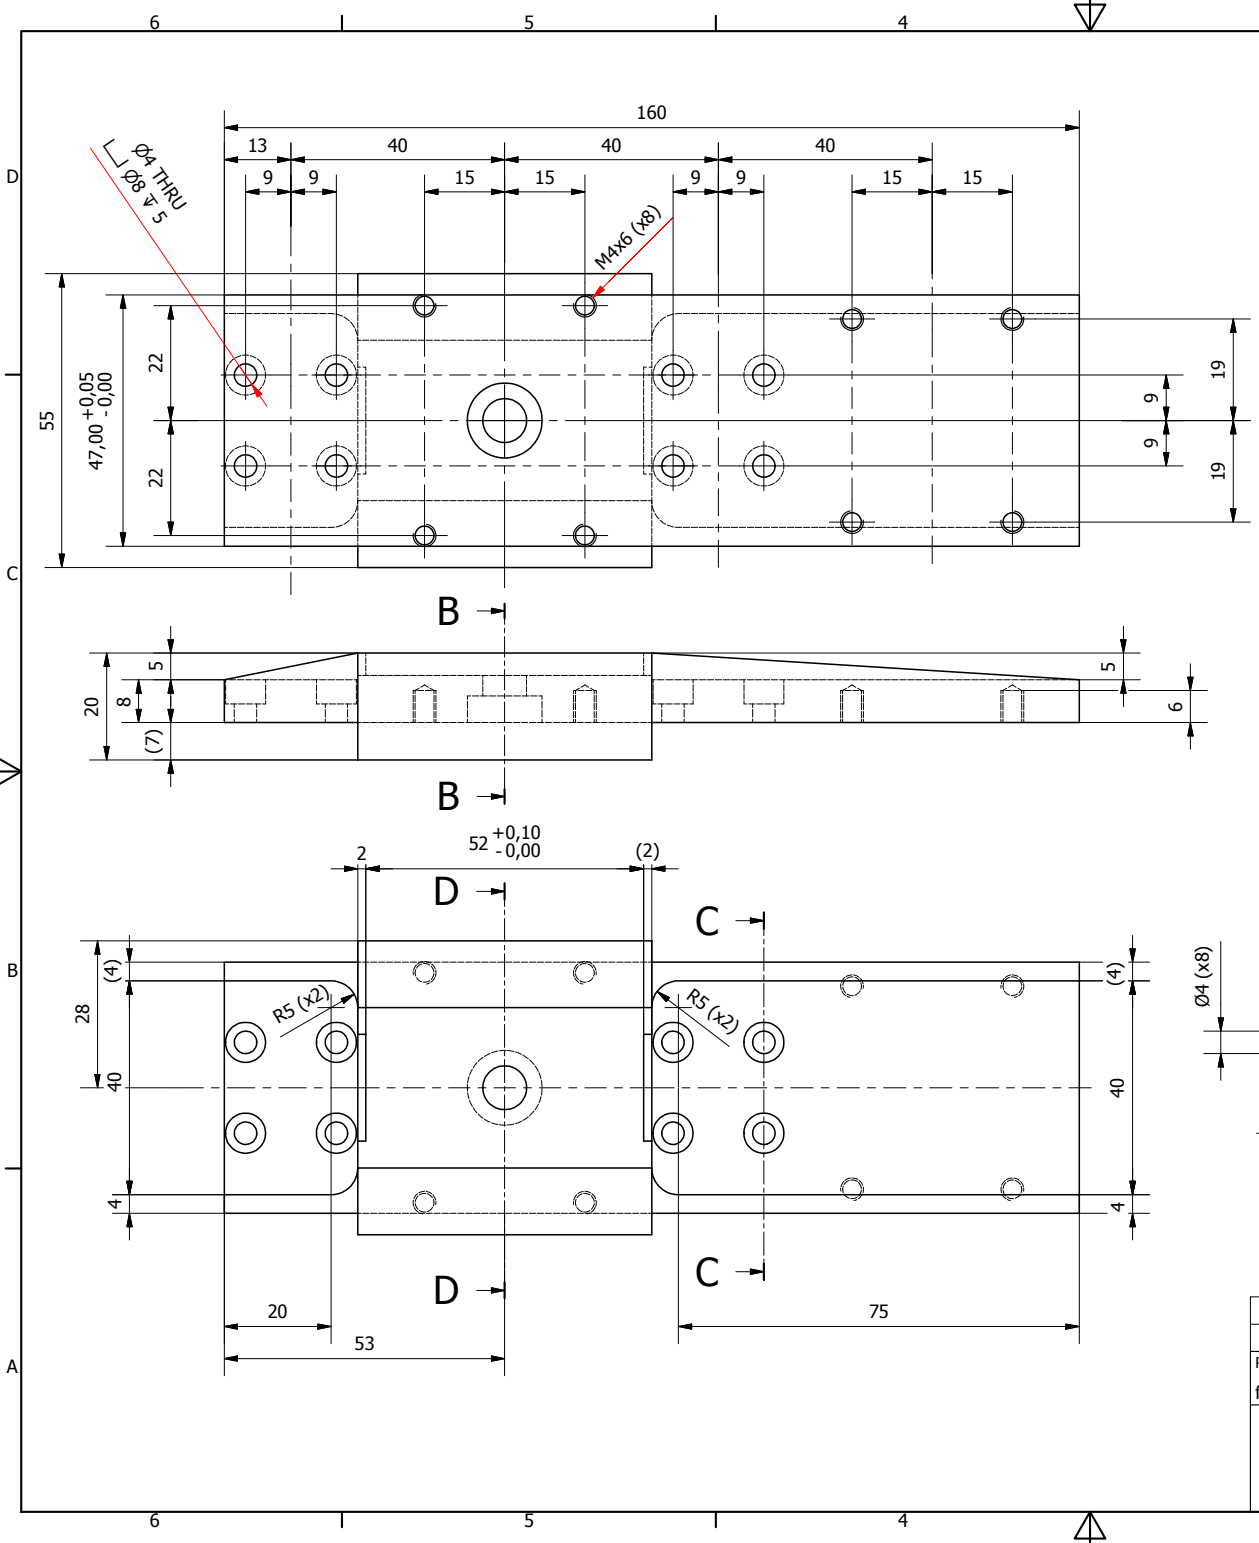 6 5 4
160
13 40 40 40
D
9 9 15 15 9 9 15 15
Ø4 THRU
⌴ Ø8 ↧ 5
M4x6 (x8)
55
47,00 +0,05 -0,00
22
22
19
9
9
19
C
B
5
8
20
(7)
5
6
B
2
52 +0,10 -0,00
(2)
D
C
B
(4)
28
R5 (x2)
R5 (x2)
(4)
Ø4 (x8)
40
40
4
4
C
D
20
75
53
A
6 5 4